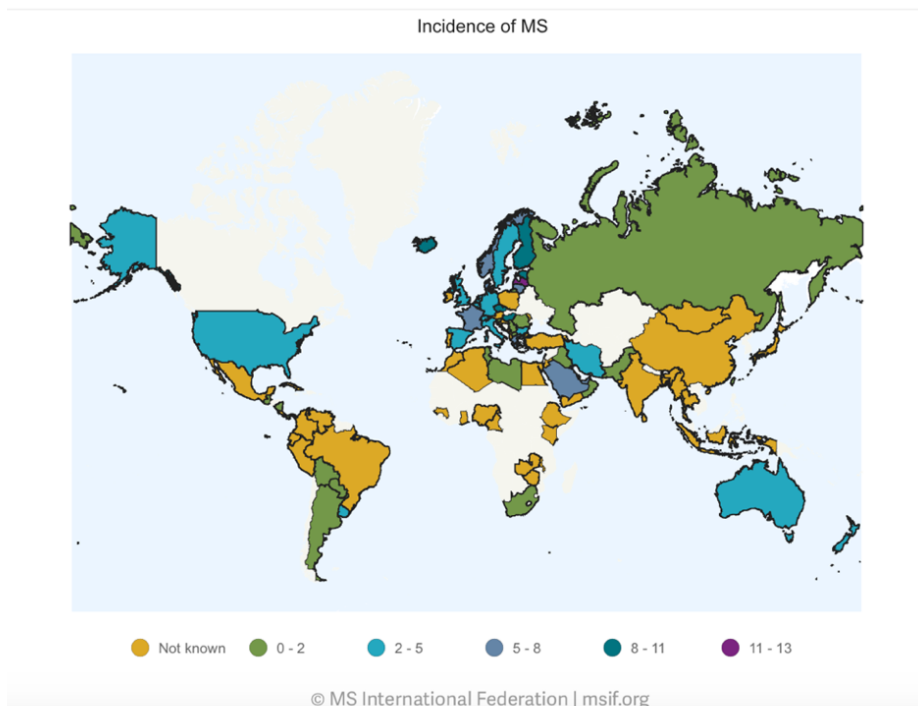 Incidence of MS
Not known
0 - 2
2 - 5
5 - 8
8 - 11
11 - 13
© MS International Federation | msif.org